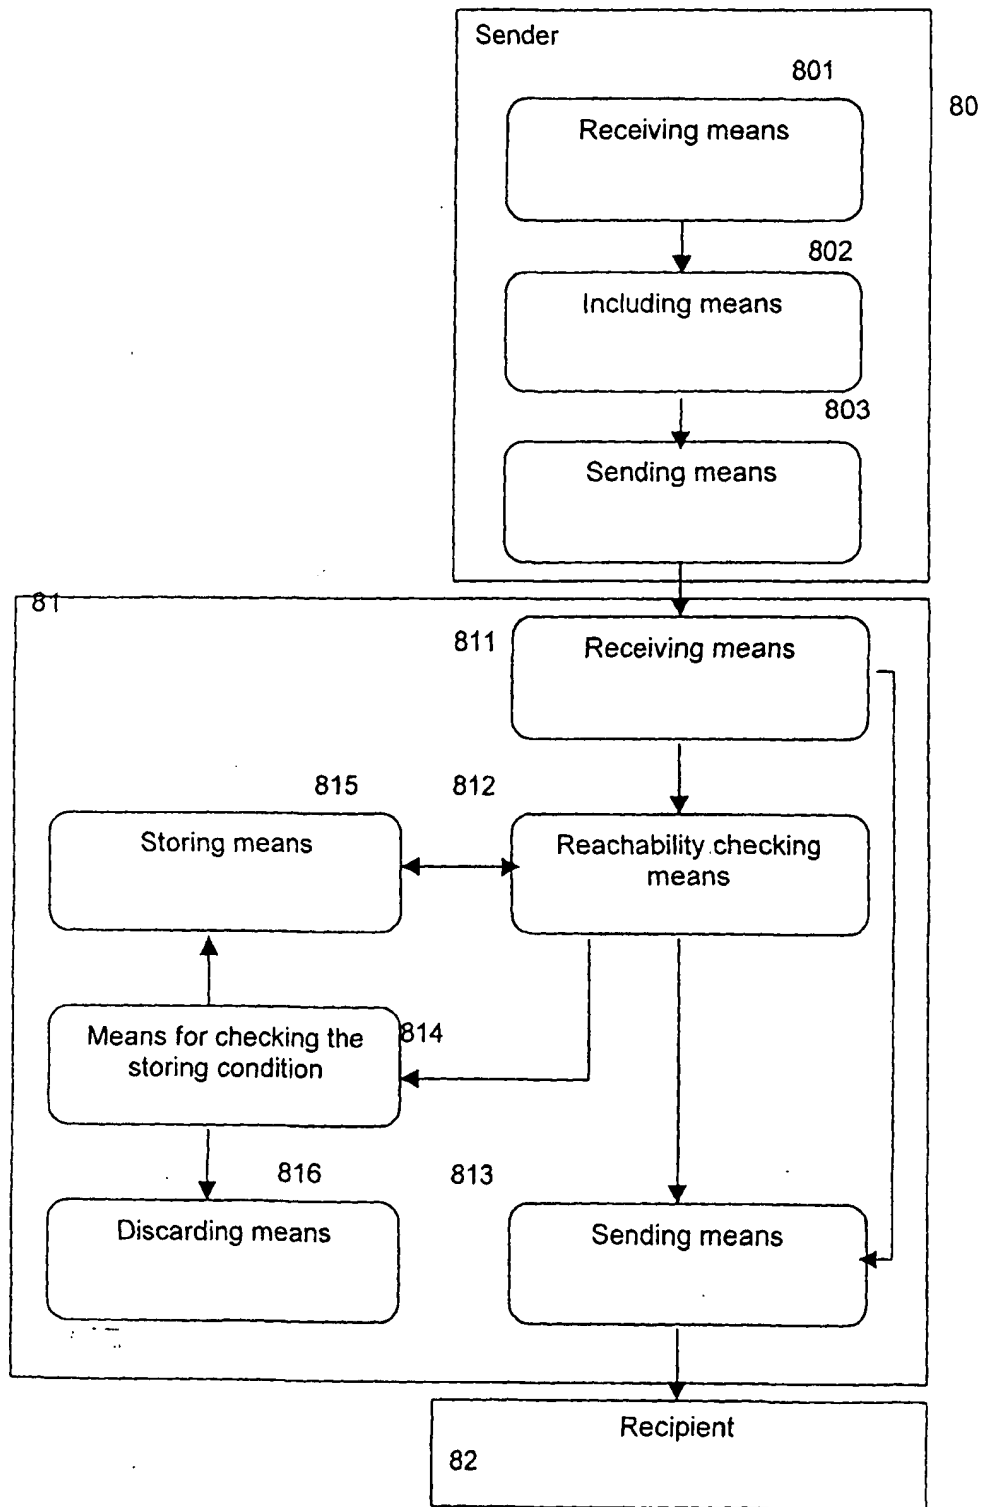 Sender
801
80
Receiving means
802
Including means
803
Sending means
81
811
Receiving means
815
812
Storing means
Reachability checking
means
Means for checking the
storing condition
814
816
813
Discarding means
Sending means
Recipient
82